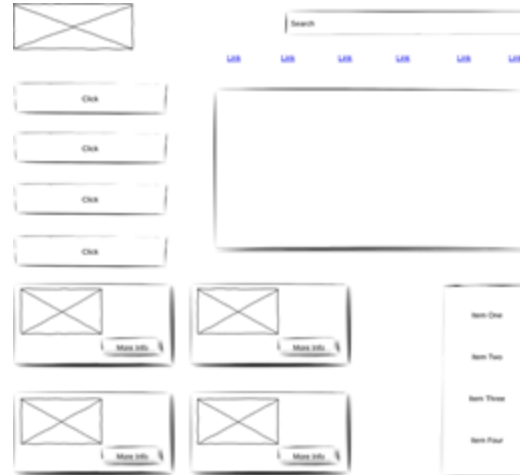 Search
Link Link Link Link Link Link
Click
Click
Click
Click
More Info More Info
Item One
Item Two
Item Three
Item Four
More Info More Info